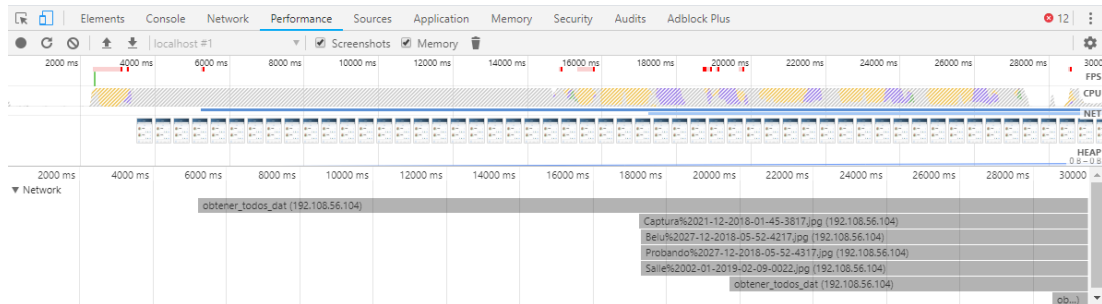 Elements Console Network Performance Sources Application Memory Security Audits Adblock Plus 12
localhost #1 Screenshots Memory
2000 ms 4000 ms 6000 ms 8000 ms 10000 ms 12000 ms 14000 ms 16000 ms 18000 ms 20000 ms 22000 ms 24000 ms 26000 ms 28000 ms 3000
FPS
CPU
NET
HEAP
0 B – 0 B
2000 ms 4000 ms 6000 ms 8000 ms 10000 ms 12000 ms 14000 ms 16000 ms 18000 ms 20000 ms 22000 ms 24000 ms 26000 ms 28000 ms 30000
Network
obtener_todos_dat (192.108.56.104)
Captura%2021-12-2018-01-45-3817.jpg (192.108.56.104)
Belu%2027-12-2018-05-52-4217.jpg (192.108.56.104)
Probando%2027-12-2018-05-52-4317.jpg (192.108.56.104)
Salle%2002-01-2019-02-09-0022.jpg (192.108.56.104)
obtener_todos_dat (192.108.56.104)
ob...)